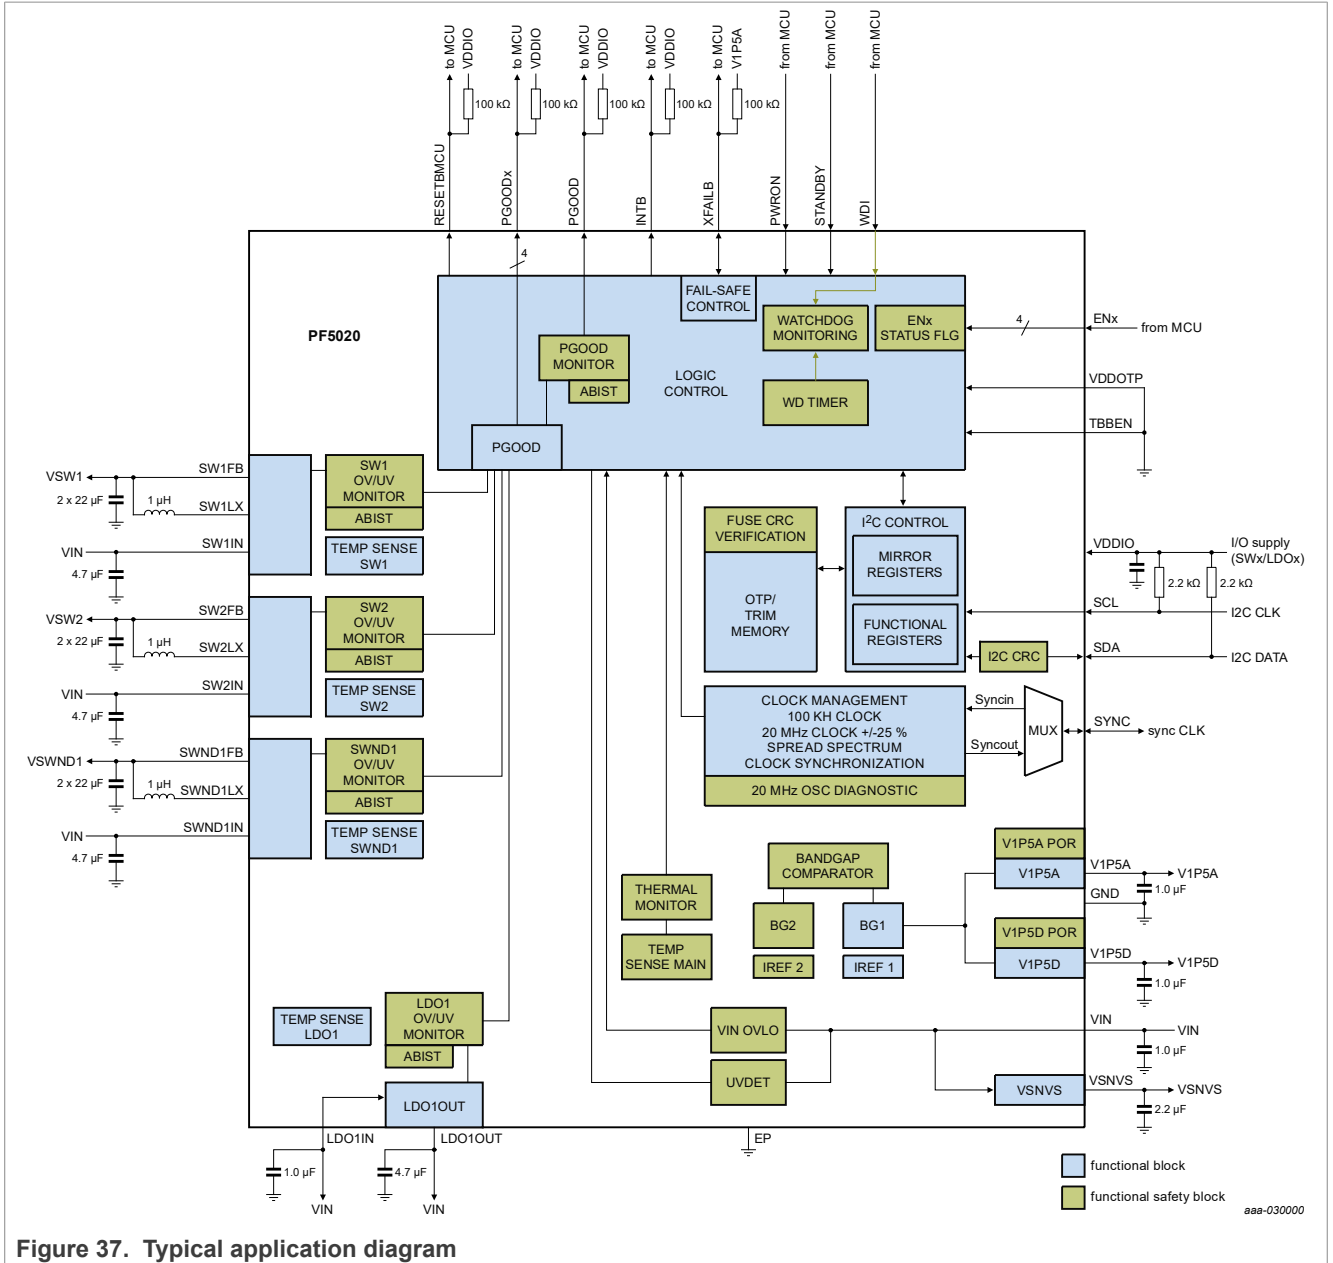 to MCU
VDDIO
to MCU
VDDIO
to MCU
VDDIO
to MCU
VDDIO
to MCU
V1P5A
from MCU
from MCU
from MCU
100 kΩ
100 kΩ
100 kΩ
100 kΩ
100 kΩ
RESETBMCU
PGOODx
PGOOD
INTB
XFAILB
PWRON
STANDBY
WDI
4
PF5020
FAIL-SAFE
CONTROL
WATCHDOG
MONITORING
ENx
STATUS FLG
4
ENx
from MCU
PGOOD
MONITOR
ABIST
LOGIC
CONTROL
WD TIMER
VDDOTP
TBBEN
PGOOD
VSW1
SW1FB
2 x 22 µF
1 µH
SW1LX
VIN
SW1IN
4.7 µF
SW1
OV/UV
MONITOR
ABIST
TEMP SENSE
SW1
VSW2
SW2FB
2 x 22 µF
1 µH
SW2LX
VIN
SW2IN
4.7 µF
SW2
OV/UV
MONITOR
ABIST
TEMP SENSE
SW2
VSWND1
SWND1FB
2 x 22 µF
1 µH
SWND1LX
VIN
SWND1IN
4.7 µF
SWND1
OV/UV
MONITOR
ABIST
TEMP SENSE
SWND1
FUSE CRC
VERIFICATION
OTP/
TRIM
MEMORY
I2C CONTROL
MIRROR
REGISTERS
FUNCTIONAL
REGISTERS
I2C CRC
VDDIO
I/O supply
(SWx/LDOx)
2.2 kΩ
2.2 kΩ
SCL
I2C CLK
SDA
I2C DATA
CLOCK MANAGEMENT
100 KH CLOCK
20 MHz CLOCK +/-25 %
SPREAD SPECTRUM
CLOCK SYNCHRONIZATION
20 MHz OSC DIAGNOSTIC
Syncin
Syncout
MUX
SYNC
sync CLK
THERMAL
MONITOR
TEMP
SENSE MAIN
BANDGAP
COMPARATOR
BG2
BG1
IREF 2
IREF 1
V1P5A POR
V1P5A
V1P5A
V1P5A
1.0 µF
GND
V1P5D POR
V1P5D
V1P5D
V1P5D
1.0 µF
TEMP SENSE
LDO1
LDO1
OV/UV
MONITOR
ABIST
LDO1OUT
VIN OVLO
UVDET
VIN
VIN
1.0 µF
VSNVS
VSNVS
VSNVS
2.2 µF
LDO1IN
LDO1OUT
1.0 µF
4.7 µF
VIN
VIN
EP
functional block
functional safety block
aaa-030000
Figure 37. Typical application diagram